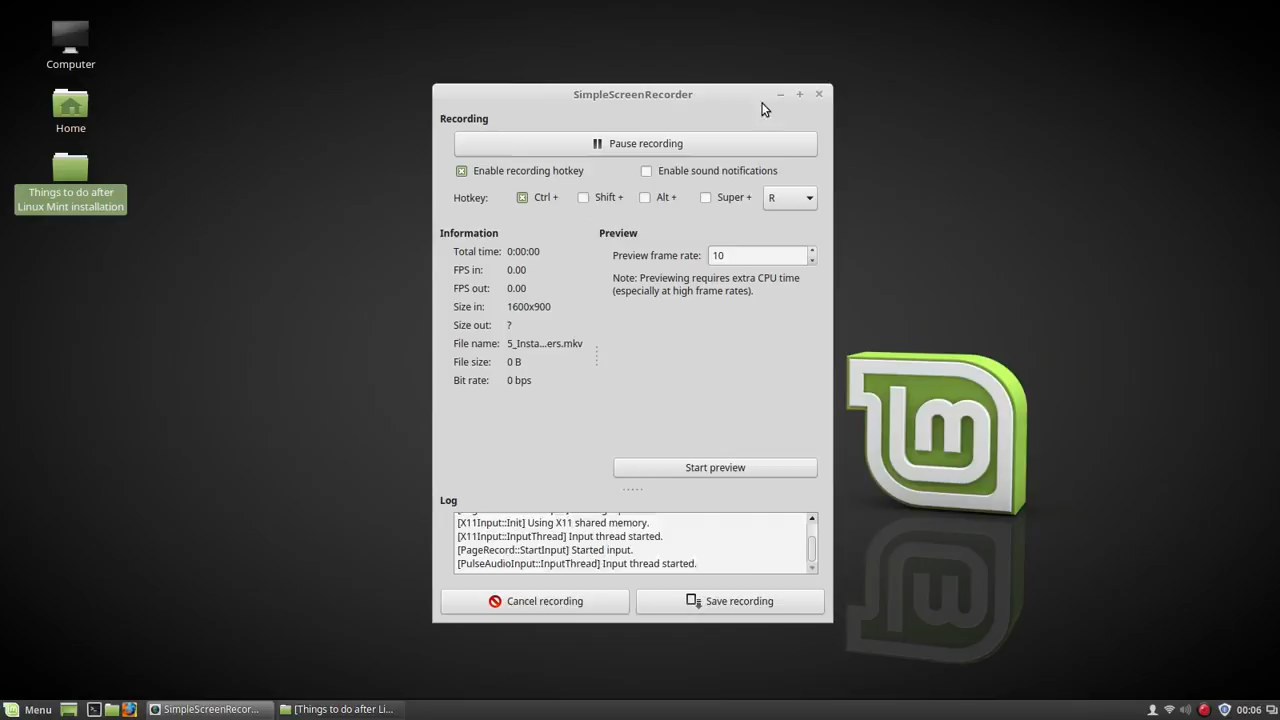 Computer
Home
Things to do after
Linux Mint installation
SimpleScreenRecorder
Recording
Pause recording
Enable recording hotkey
Enable sound notifications
Hotkey:
Ctrl +
Shift +
Alt +
Super +
R
Information
Total time: 0:00:00
FPS in: 0.00
FPS out: 0.00
Size in: 1600x900
Size out: ?
File name: 5_Insta...ers.mkv
File size: 0 B
Bit rate: 0 bps
Preview
Preview frame rate: 10
Note: Previewing requires extra CPU time
(especially at high frame rates).
Start preview
Log
[X11Input::Init] Using X11 shared memory.
[X11Input::InputThread] Input thread started.
[PageRecord::StartInput] Started input.
[PulseAudioInput::InputThread] Input thread started.
Cancel recording
Save recording
Menu
SimpleScreenRecor...
[Things to do after Li...
00:06